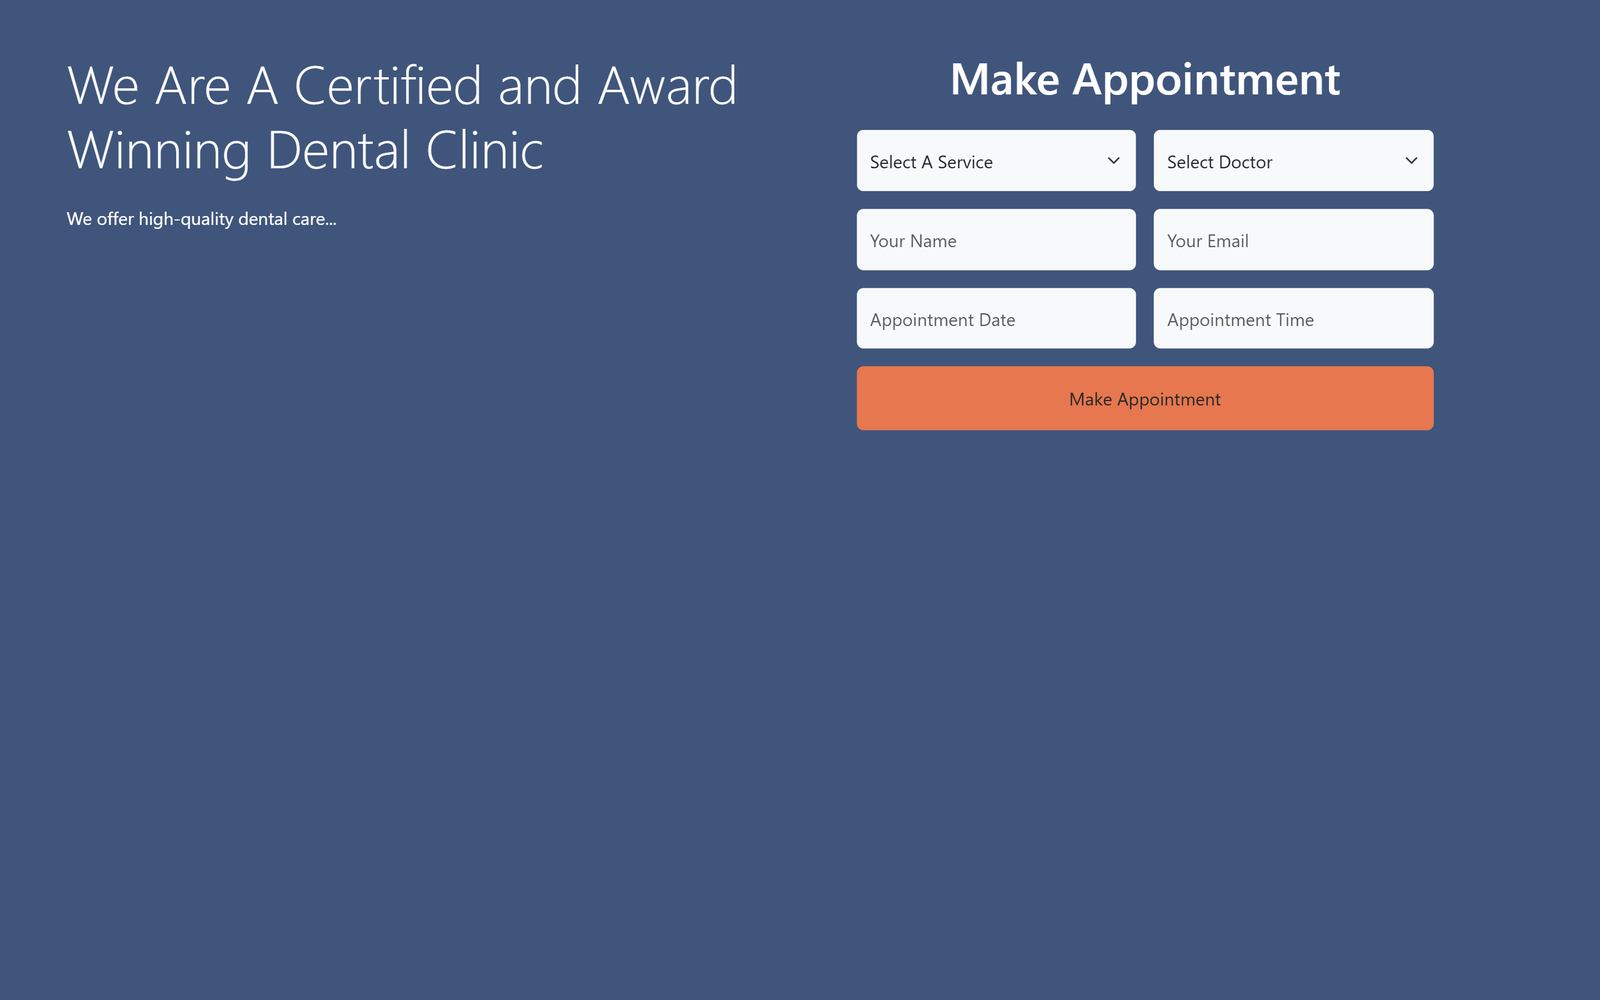 We Are A Certified and Award
Winning Dental Clinic
We offer high-quality dental care...
Make Appointment
Select A Service
Select Doctor
Your Name
Your Email
Appointment Date
Appointment Time
Make Appointment